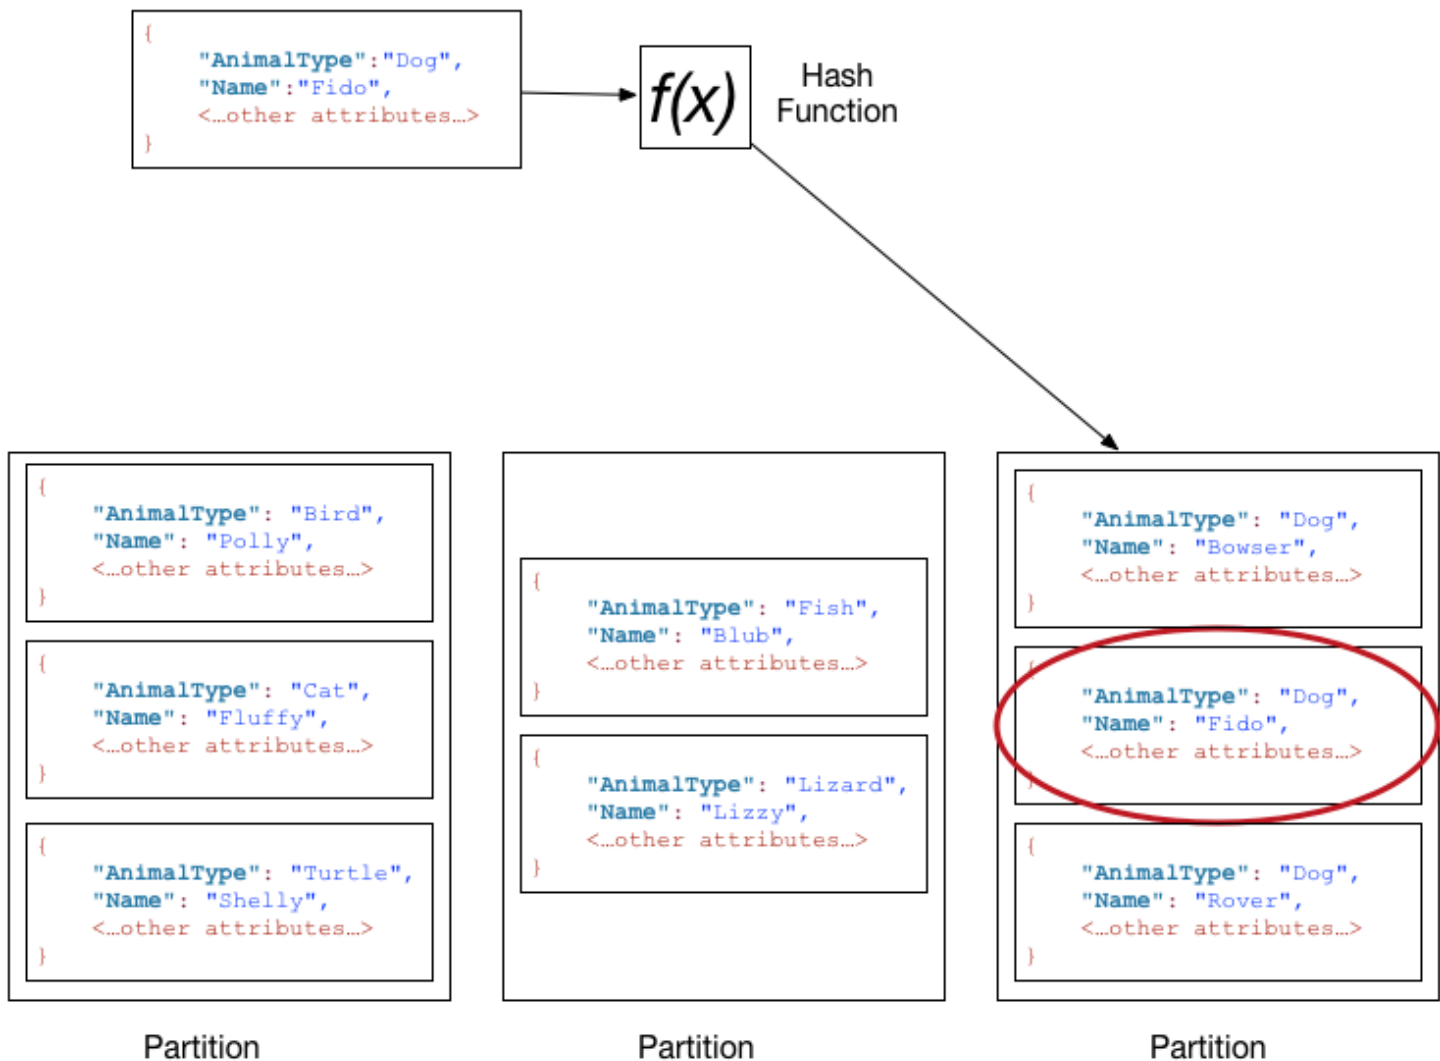 {
"AnimalType":"Dog",
"Name":"Fido",
<…other attributes…>
}
f(x)
Hash
Function
{
"AnimalType": "Bird",
"Name": "Polly",
<…other attributes…>
}
{
"AnimalType": "Cat",
"Name": "Fluffy",
<…other attributes…>
}
{
"AnimalType": "Turtle",
"Name": "Shelly",
<…other attributes…>
}
Partition
{
"AnimalType": "Fish",
"Name": "Blub",
<…other attributes…>
}
{
"AnimalType": "Lizard",
"Name": "Lizzy",
<…other attributes…>
}
Partition
{
"AnimalType": "Dog",
"Name": "Bowser",
<…other attributes…>
}
{
"AnimalType": "Dog",
"Name": "Fido",
<…other attributes…>
}
{
"AnimalType": "Dog",
"Name": "Rover",
<…other attributes…>
}
Partition